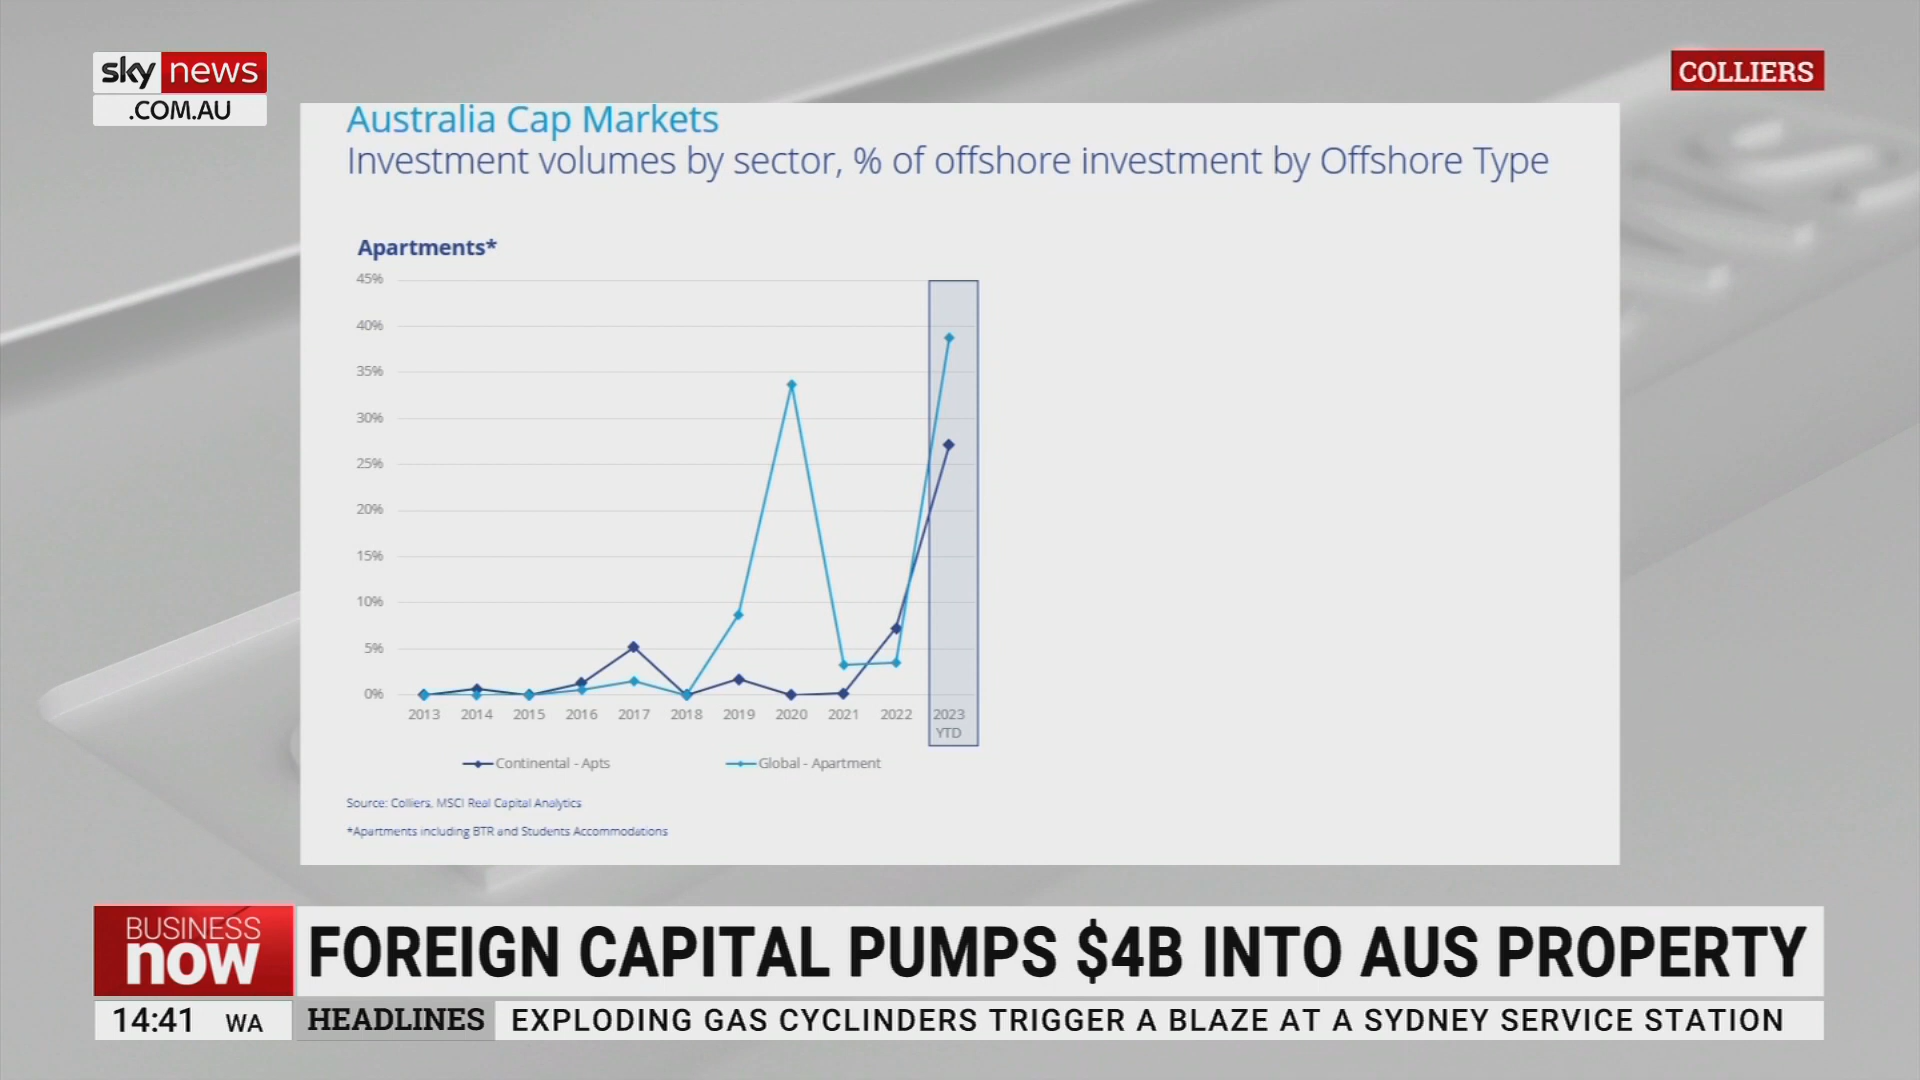 sky news
.COM.AU
COLLIERS
Australia Cap Markets
Investment volumes by sector, % of offshore investment by Offshore Type
Apartments*
45%
40%
35%
30%
25%
20%
15%
10%
5%
0%
2013 2014 2015 2016 2017 2018 2019 2020 2021 2022 2023
YTD
Continental - Apts Global - Apartment
Source: Colliers, MSCI Real Capital Analytics
*Apartments including BTR and Students Accommodations
BUSINESS
now
FOREIGN CAPITAL PUMPS $4B INTO AUS PROPERTY
14:41 WA HEADLINES EXPLODING GAS CYCLINDERS TRIGGER A BLAZE AT A SYDNEY SERVICE STATION